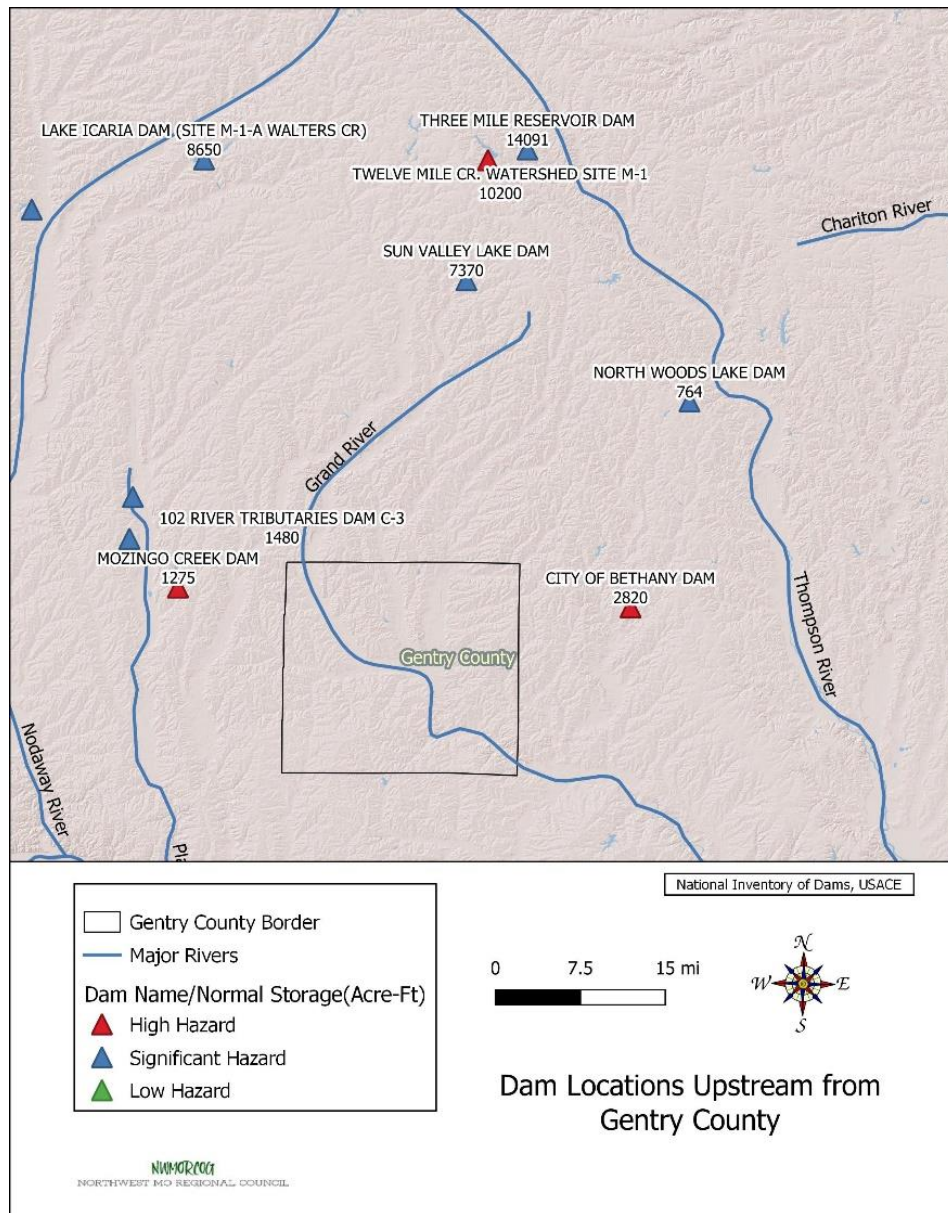 THREE MILE RESERVOIR DAM
14091
LAKE ICARIA DAM (SITE M-1-A WALTERS CR)
8650
TWELVE MILE CR. WATERSHED SITE M-1
10200
Chariton River
SUN VALLEY LAKE DAM
7370
NORTH WOODS LAKE DAM
764
Grand River
102 RIVER TRIBUTARIES DAM C-3
1480
MOZINGO CREEK DAM
1275
CITY OF BETHANY DAM
2820
Thompson River
Gentry County
Nodaway River
Pla
National Inventory of Dams, USACE
Gentry County Border
Major Rivers
Dam Name/Normal Storage(Acre-Ft)
High Hazard
Significant Hazard
Low Hazard
0 7.5 15 mi
N
W E
S
Dam Locations Upstream from
Gentry County
NWMORCOG
NORTHWEST MO REGIONAL COUNCIL